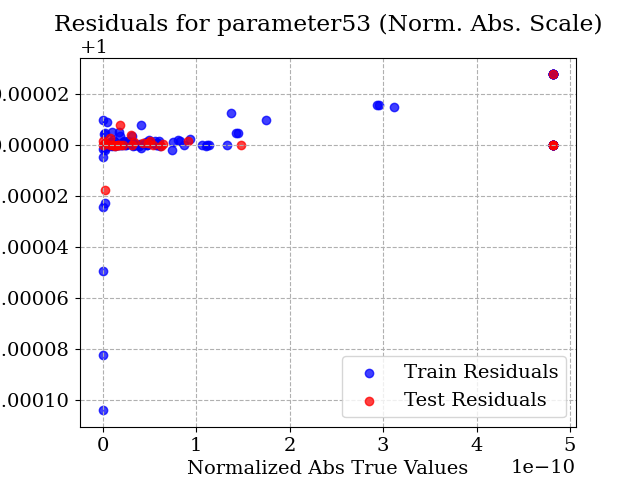 Residuals for parameter53 (Norm. Abs. Scale)
+1
.00002
.00000
.00002
.00004
.00006
.00008
.00010
Train Residuals
Test Residuals
0 1 2 3 4 5
Normalized Abs True Values
1e−10